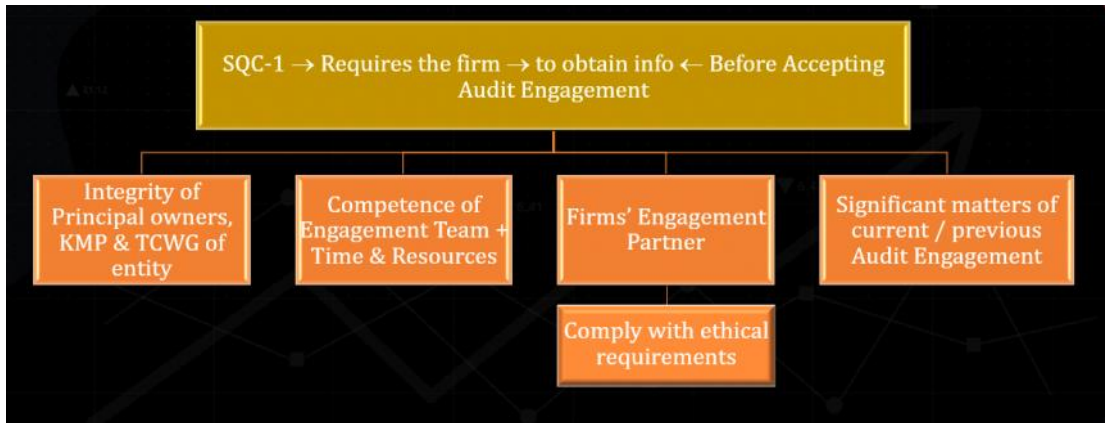 SQC-1 → Requires the firm → to obtain info ← Before Accepting
Audit Engagement
Integrity of
Principal owners,
KMP & TCWG of
entity
Competence of
Engagement Team +
Time & Resources
Firms’ Engagement
Partner
Significant matters of
current / previous
Audit Engagement
Comply with ethical
requirements